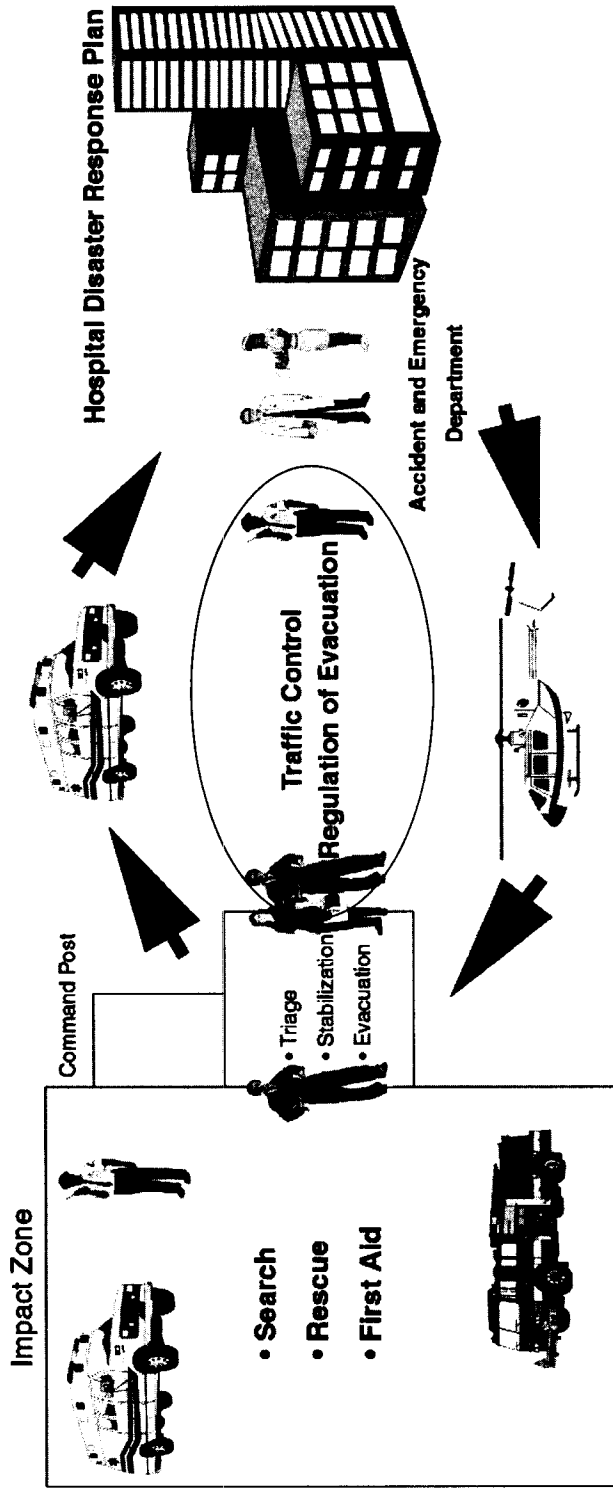 Impact Zone
• Search
• Rescue
• First Aid
Command Post
• Triage
• Stabilization
• Evacuation
Traffic Control
Regulation of Evacuation
Hospital Disaster Response Plan
Accident and Emergency
Department